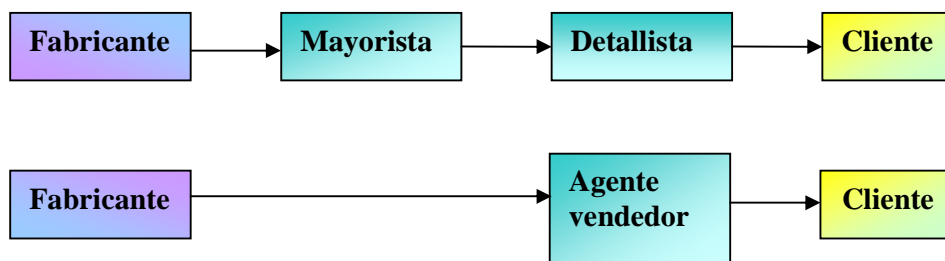 Fabricante
Mayorista
Detallista
Cliente
Fabricante
Agente
vendedor
Cliente